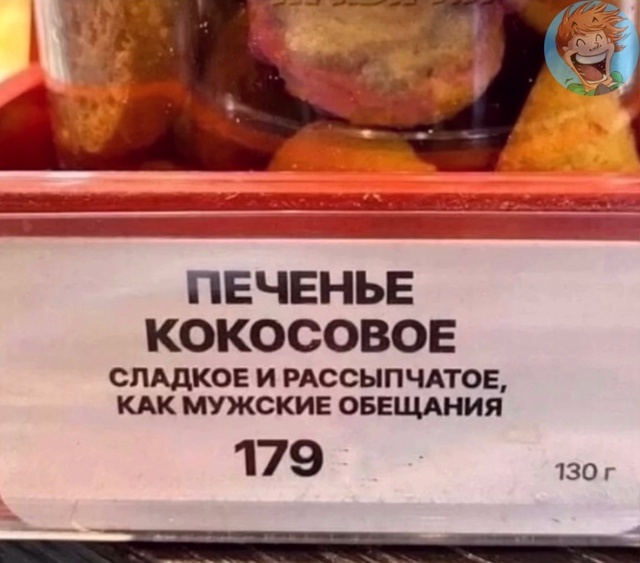 ПЕЧЕНЬЕ
КОКОСОВОЕ
СЛАДКОЕ И РАССЫПЧАТОЕ,
КАК МУЖСКИЕ ОБЕЩАНИЯ
179
130 г